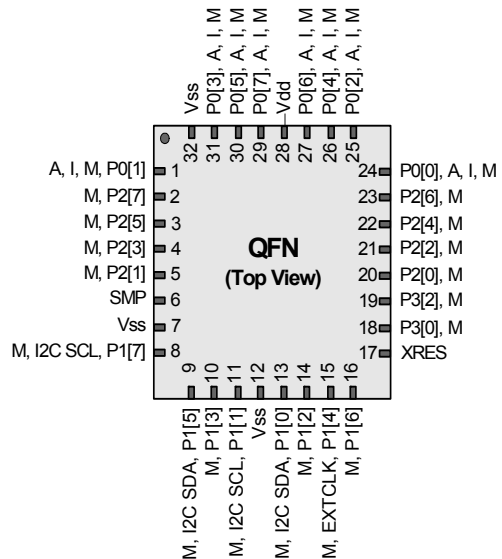 Vss
P0[3], A, I, M
P0[5], A, I, M
P0[7], A, I, M
Vdd
P0[6], A, I, M
P0[4], A, I, M
P0[2], A, I, M
32
31
30
29
28
27
26
25
A, I, M, P0[1] 1
M, P2[7] 2
M, P2[5] 3
M, P2[3] 4
M, P2[1] 5
SMP 6
Vss 7
M, I2C SCL, P1[7] 8
QFN
(Top View)
24 P0[0], A, I, M
23 P2[6], M
22 P2[4], M
21 P2[2], M
20 P2[0], M
19 P3[2], M
18 P3[0], M
17 XRES
9
10
11
12
13
14
15
16
M, I2C SDA, P1[5]
M, P1[3]
M, I2C SCL, P1[1]
Vss
M, I2C SDA, P1[0]
M, P1[2]
M, EXTCLK, P1[4]
M, P1[6]